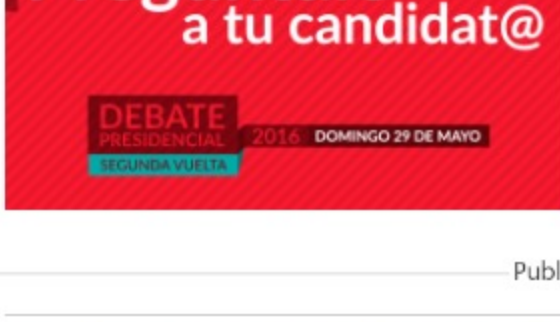 a tu candidat@
DEBATE
PRESIDENCIAL
2016 DOMINGO 29 DE MAYO
SEGUNDA VUELTA
Publ